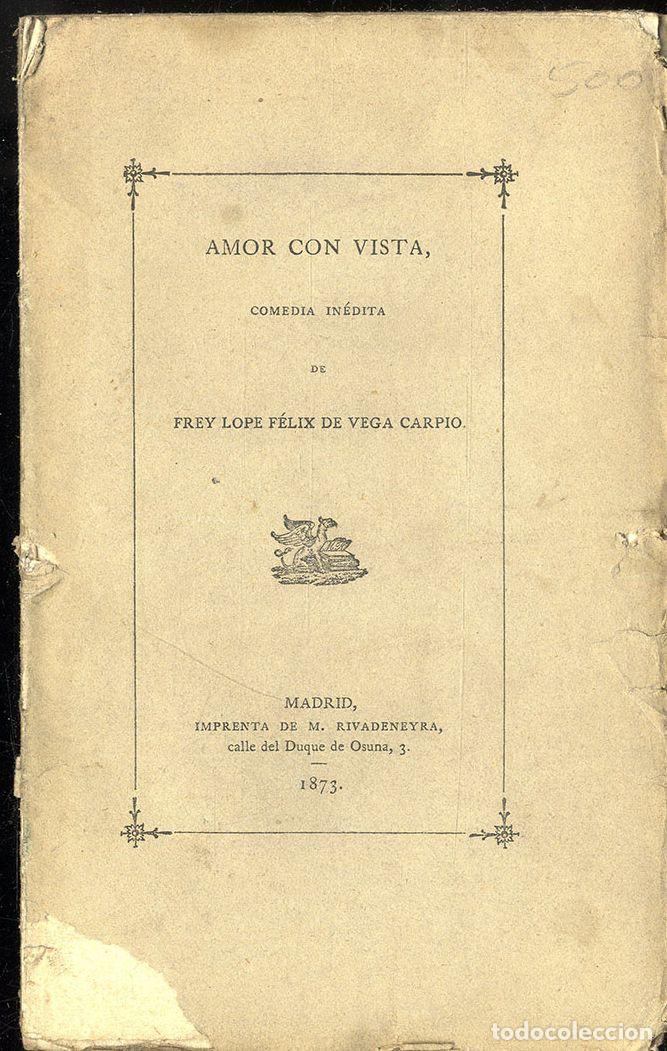 500
AMOR CON VISTA,
COMEDIA INÉDITA
DE
FREY LOPE FÉLIX DE VEGA CARPIO.
MADRID,
IMPRENTA DE M. RIVADENEYRA,
calle del Duque de Osuna, 3.
1873.
todocoleccion